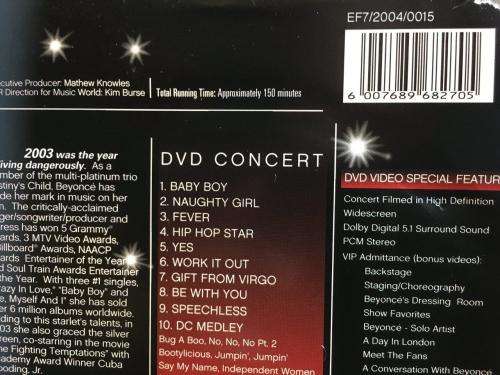 EF7/2004/0015
6 007689 682705
cutive Producer: Mathew Knowles
R Direction for Music World: Kim Burse
Total Running Time: Approximately 150 minutes
2003 was the year
iving dangerously. As a
mber of the multi-platinum trio
stiny's Child, Beyoncé has
de her mark in music on her
n. The critically-acclaimed
ger/songwriter/producer and
ress has won 5 Grammy
ards, 3 MTV Video Awards,
llboard Awards, NAACP
Awards Entertainer of the Year
d Soul Train Awards Entertainer
the Year. With three #1 singles,
azy In Love," "Baby Boy" and
e, Myself And I" she has sold
r 6 million albums worldwide.
ding to this starlet's talents, in
03 she also graced the silver
een, co-starring in the movie
he Fighting Temptations" with
ademy Award Winner Cuba
oding, Jr.
DVD CONCERT
1. BABY BOY
2. NAUGHTY GIRL
3. FEVER
4. HIP HOP STAR
5. YES
6. WORK IT OUT
7. GIFT FROM VIRGO
8. BE WITH YOU
9. SPEECHLESS
10. DC MEDLEY
Bug A Boo, No, No, No Pt. 2
Bootylicious, Jumpin', Jumpin'
Say My Name, Independent Women
DVD VIDEO SPECIAL FEATUR
Concert Filmed in High Definition
Widescreen
Dolby Digital 5.1 Surround Sound
PCM Stereo
VIP Admittance (bonus videos):
Backstage
Staging/Choreography
Beyoncé's Dressing Room
Show Favorites
Beyoncé - Solo Artist
A Day In London
Meet The Fans
A Conversation With Beyoncé